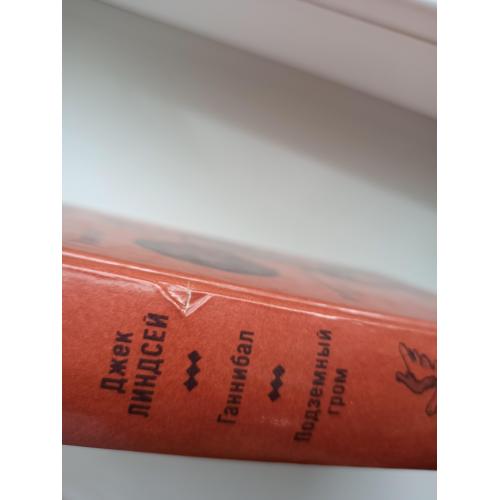 Джек
ЛИНДСЕЙ
Ганнибал
Подземный
гром